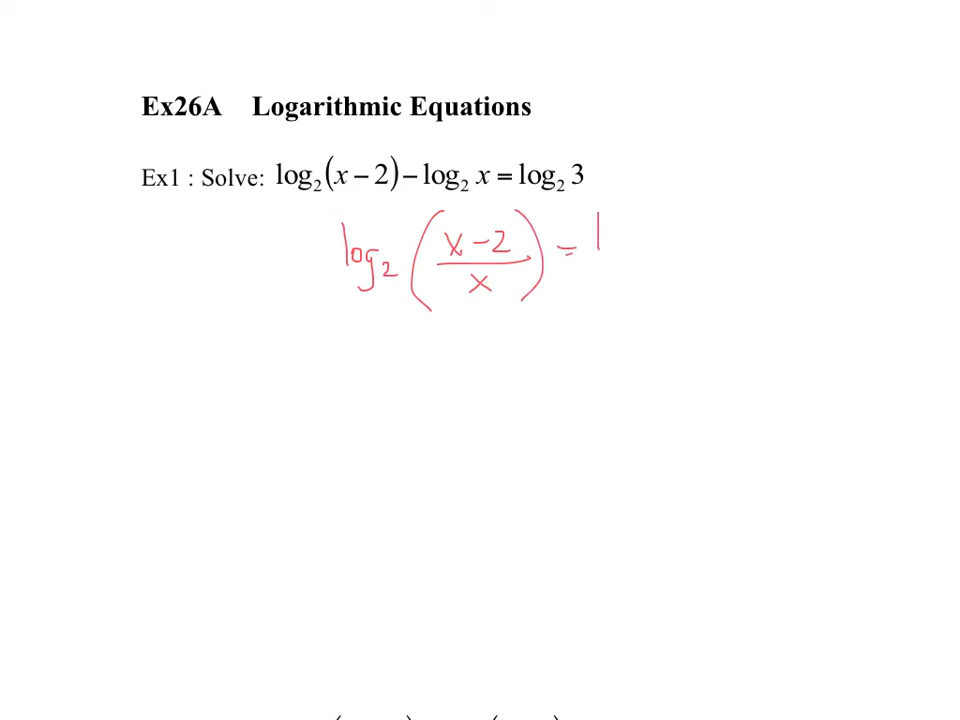 Ex26A Logarithmic Equations
Ex1 : Solve: log₂(x − 2) − log₂ x = log₂ 3
log₂ (x − 2 / x) = l